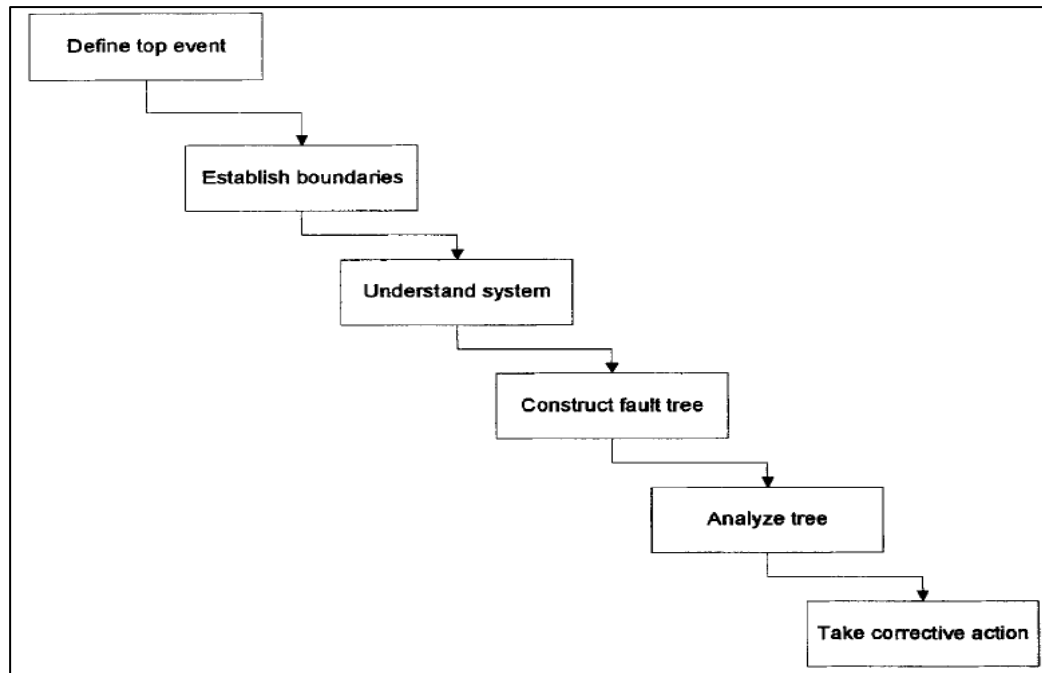 Define top event
Establish boundaries
Understand system
Construct fault tree
Analyze tree
Take corrective action